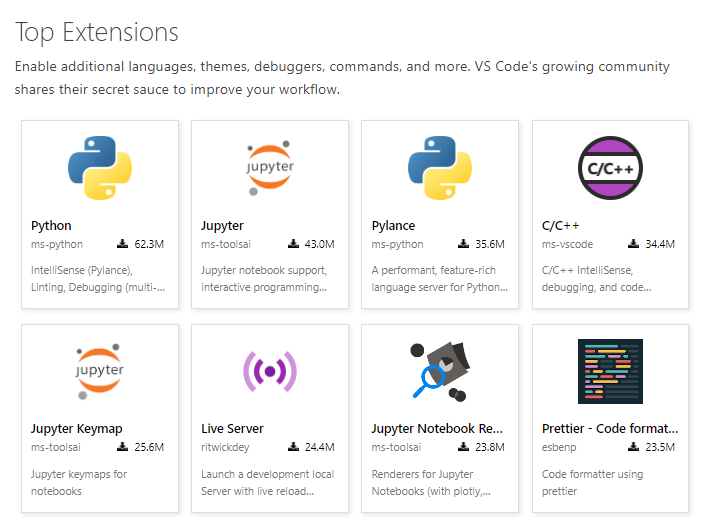 Top Extensions
Enable additional languages, themes, debuggers, commands, and more. VS Code's growing community
shares their secret sauce to improve your workflow.
jupyter
C/C++
Python
Jupyter
Pylance
C/C++
ms-python 62.3M
ms-toolsai 43.0M
ms-python 35.6M
ms-vscode 34.4M
IntelliSense (Pylance),
Linting, Debugging (multi-...
Jupyter notebook support,
interactive programming...
A performant, feature-rich
language server for Python...
C/C++ IntelliSense,
debugging, and code...
jupyter
Jupyter Keymap
Live Server
Jupyter Notebook Re...
Prettier - Code format...
ms-toolsai 25.6M
ritwickdey 24.4M
ms-toolsai 23.8M
esbenp 23.5M
Jupyter keymaps for
notebooks
Launch a development local
Server with live reload...
Renderers for Jupyter
Notebooks (with plotly,...
Code formatter using
prettier